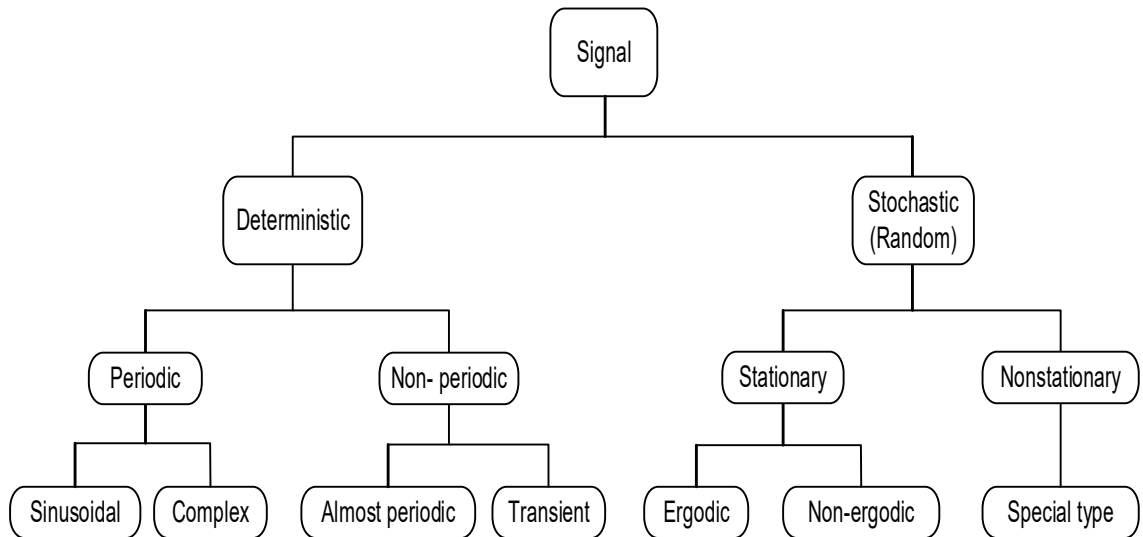 Signal
Deterministic
Stochastic
(Random)
Periodic
Non- periodic
Stationary
Nonstationary
Sinusoidal
Complex
Almost periodic
Transient
Ergodic
Non-ergodic
Special type